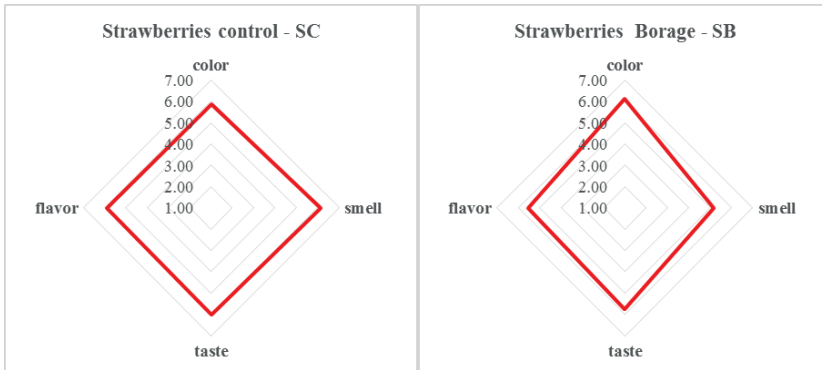 Strawberries control - SC
color
7.00
6.00
5.00
4.00
3.00
2.00
1.00
flavor
smell
taste
Strawberries Borage - SB
color
7.00
6.00
5.00
4.00
3.00
2.00
1.00
flavor
smell
taste